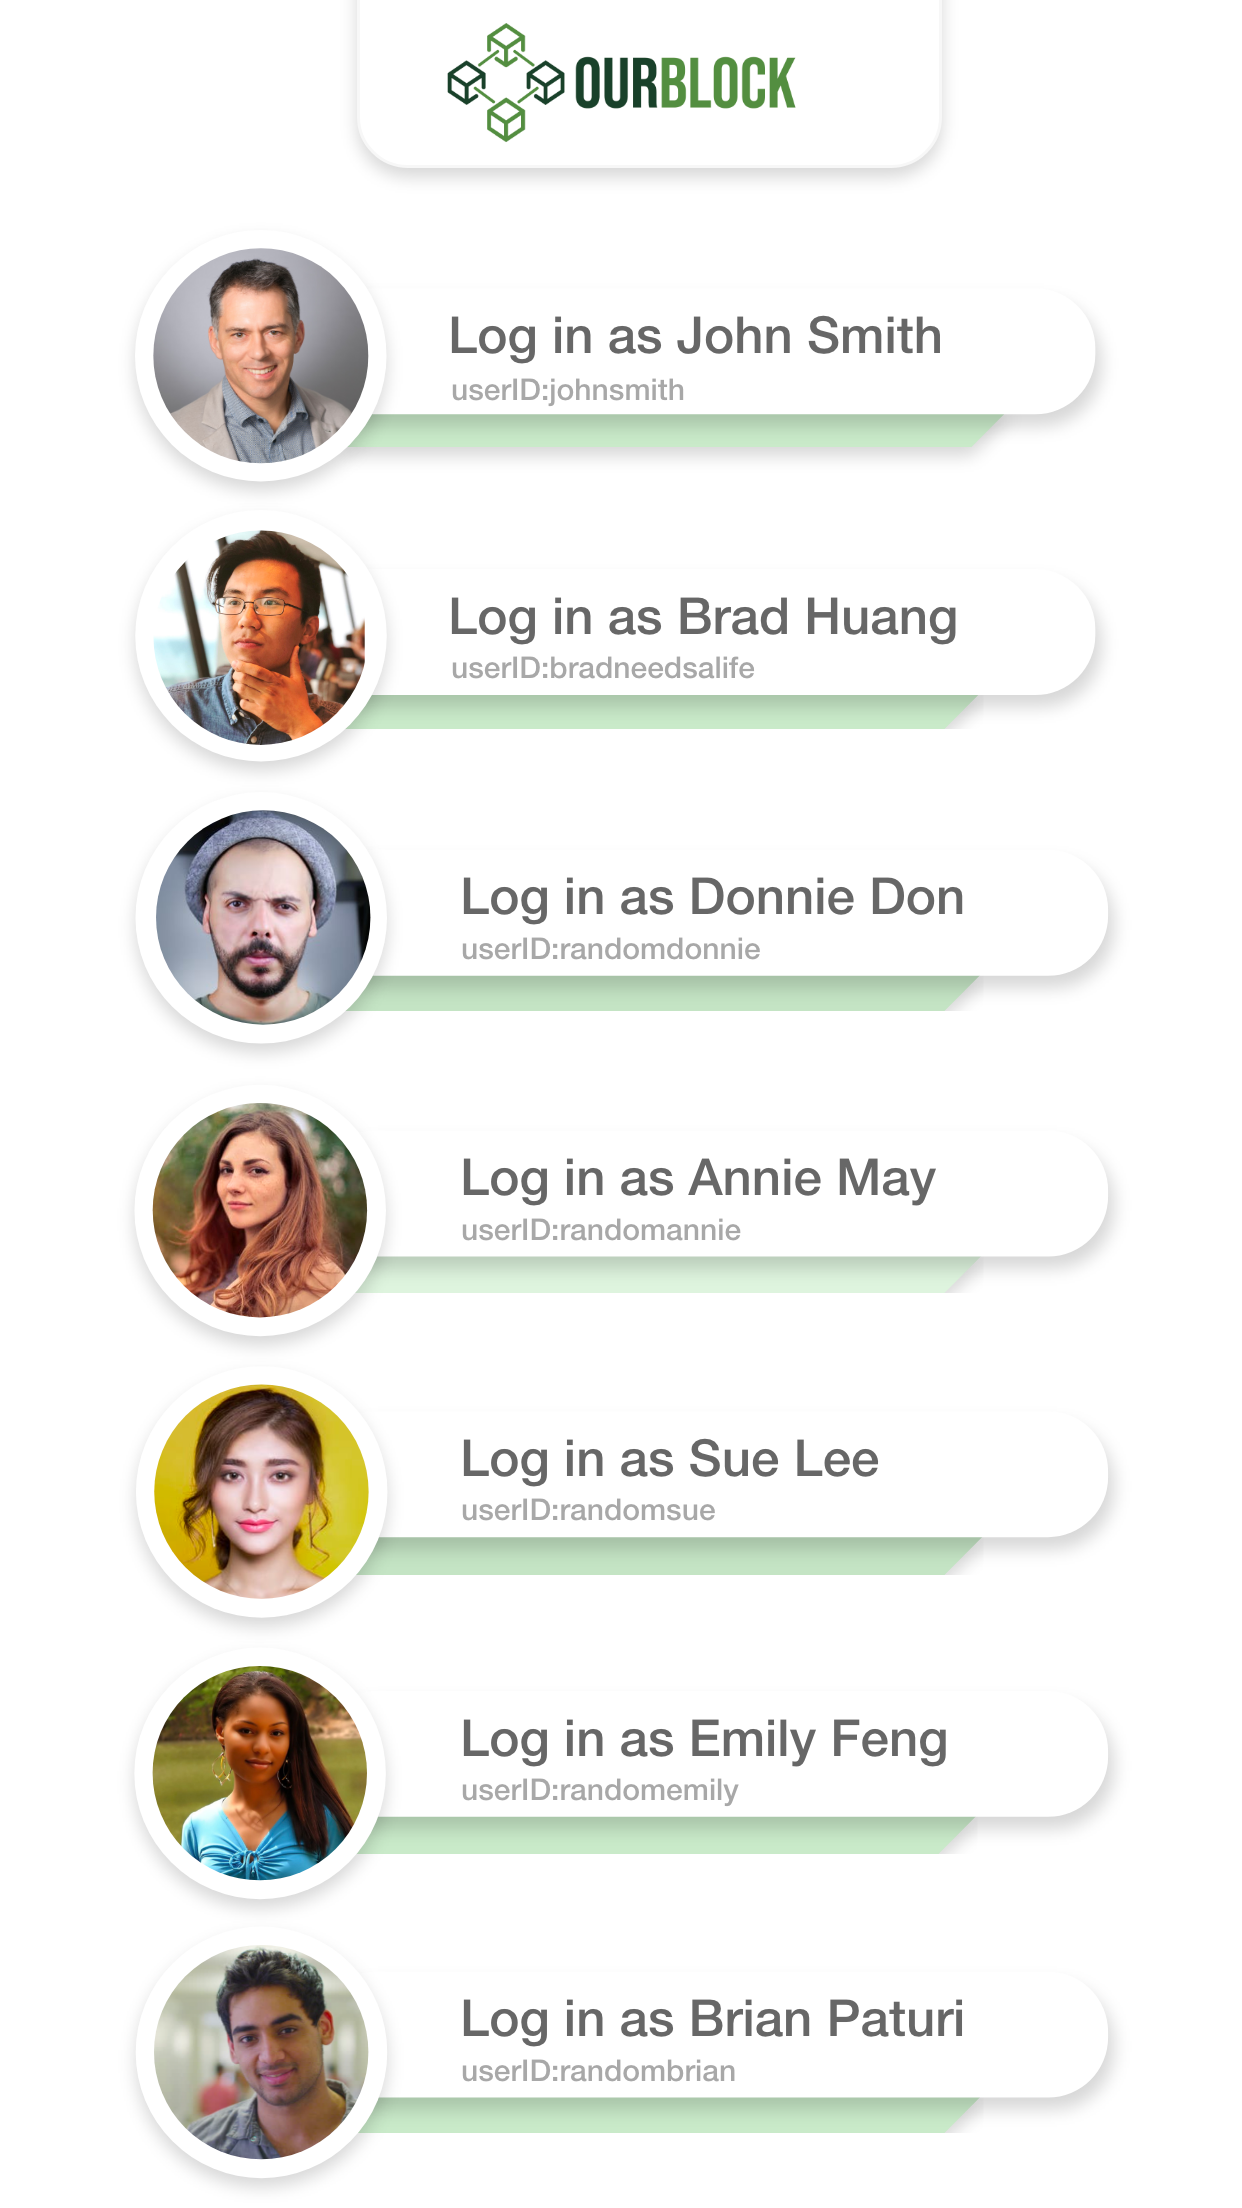 OURBLOCK
Log in as John Smith
userID:johnsmith
Log in as Brad Huang
userID:bradneedsalife
Log in as Donnie Don
userID:randomdonnie
Log in as Annie May
userID:randomannie
Log in as Sue Lee
userID:randomsue
Log in as Emily Feng
userID:randomemily
Log in as Brian Paturi
userID:randombrian